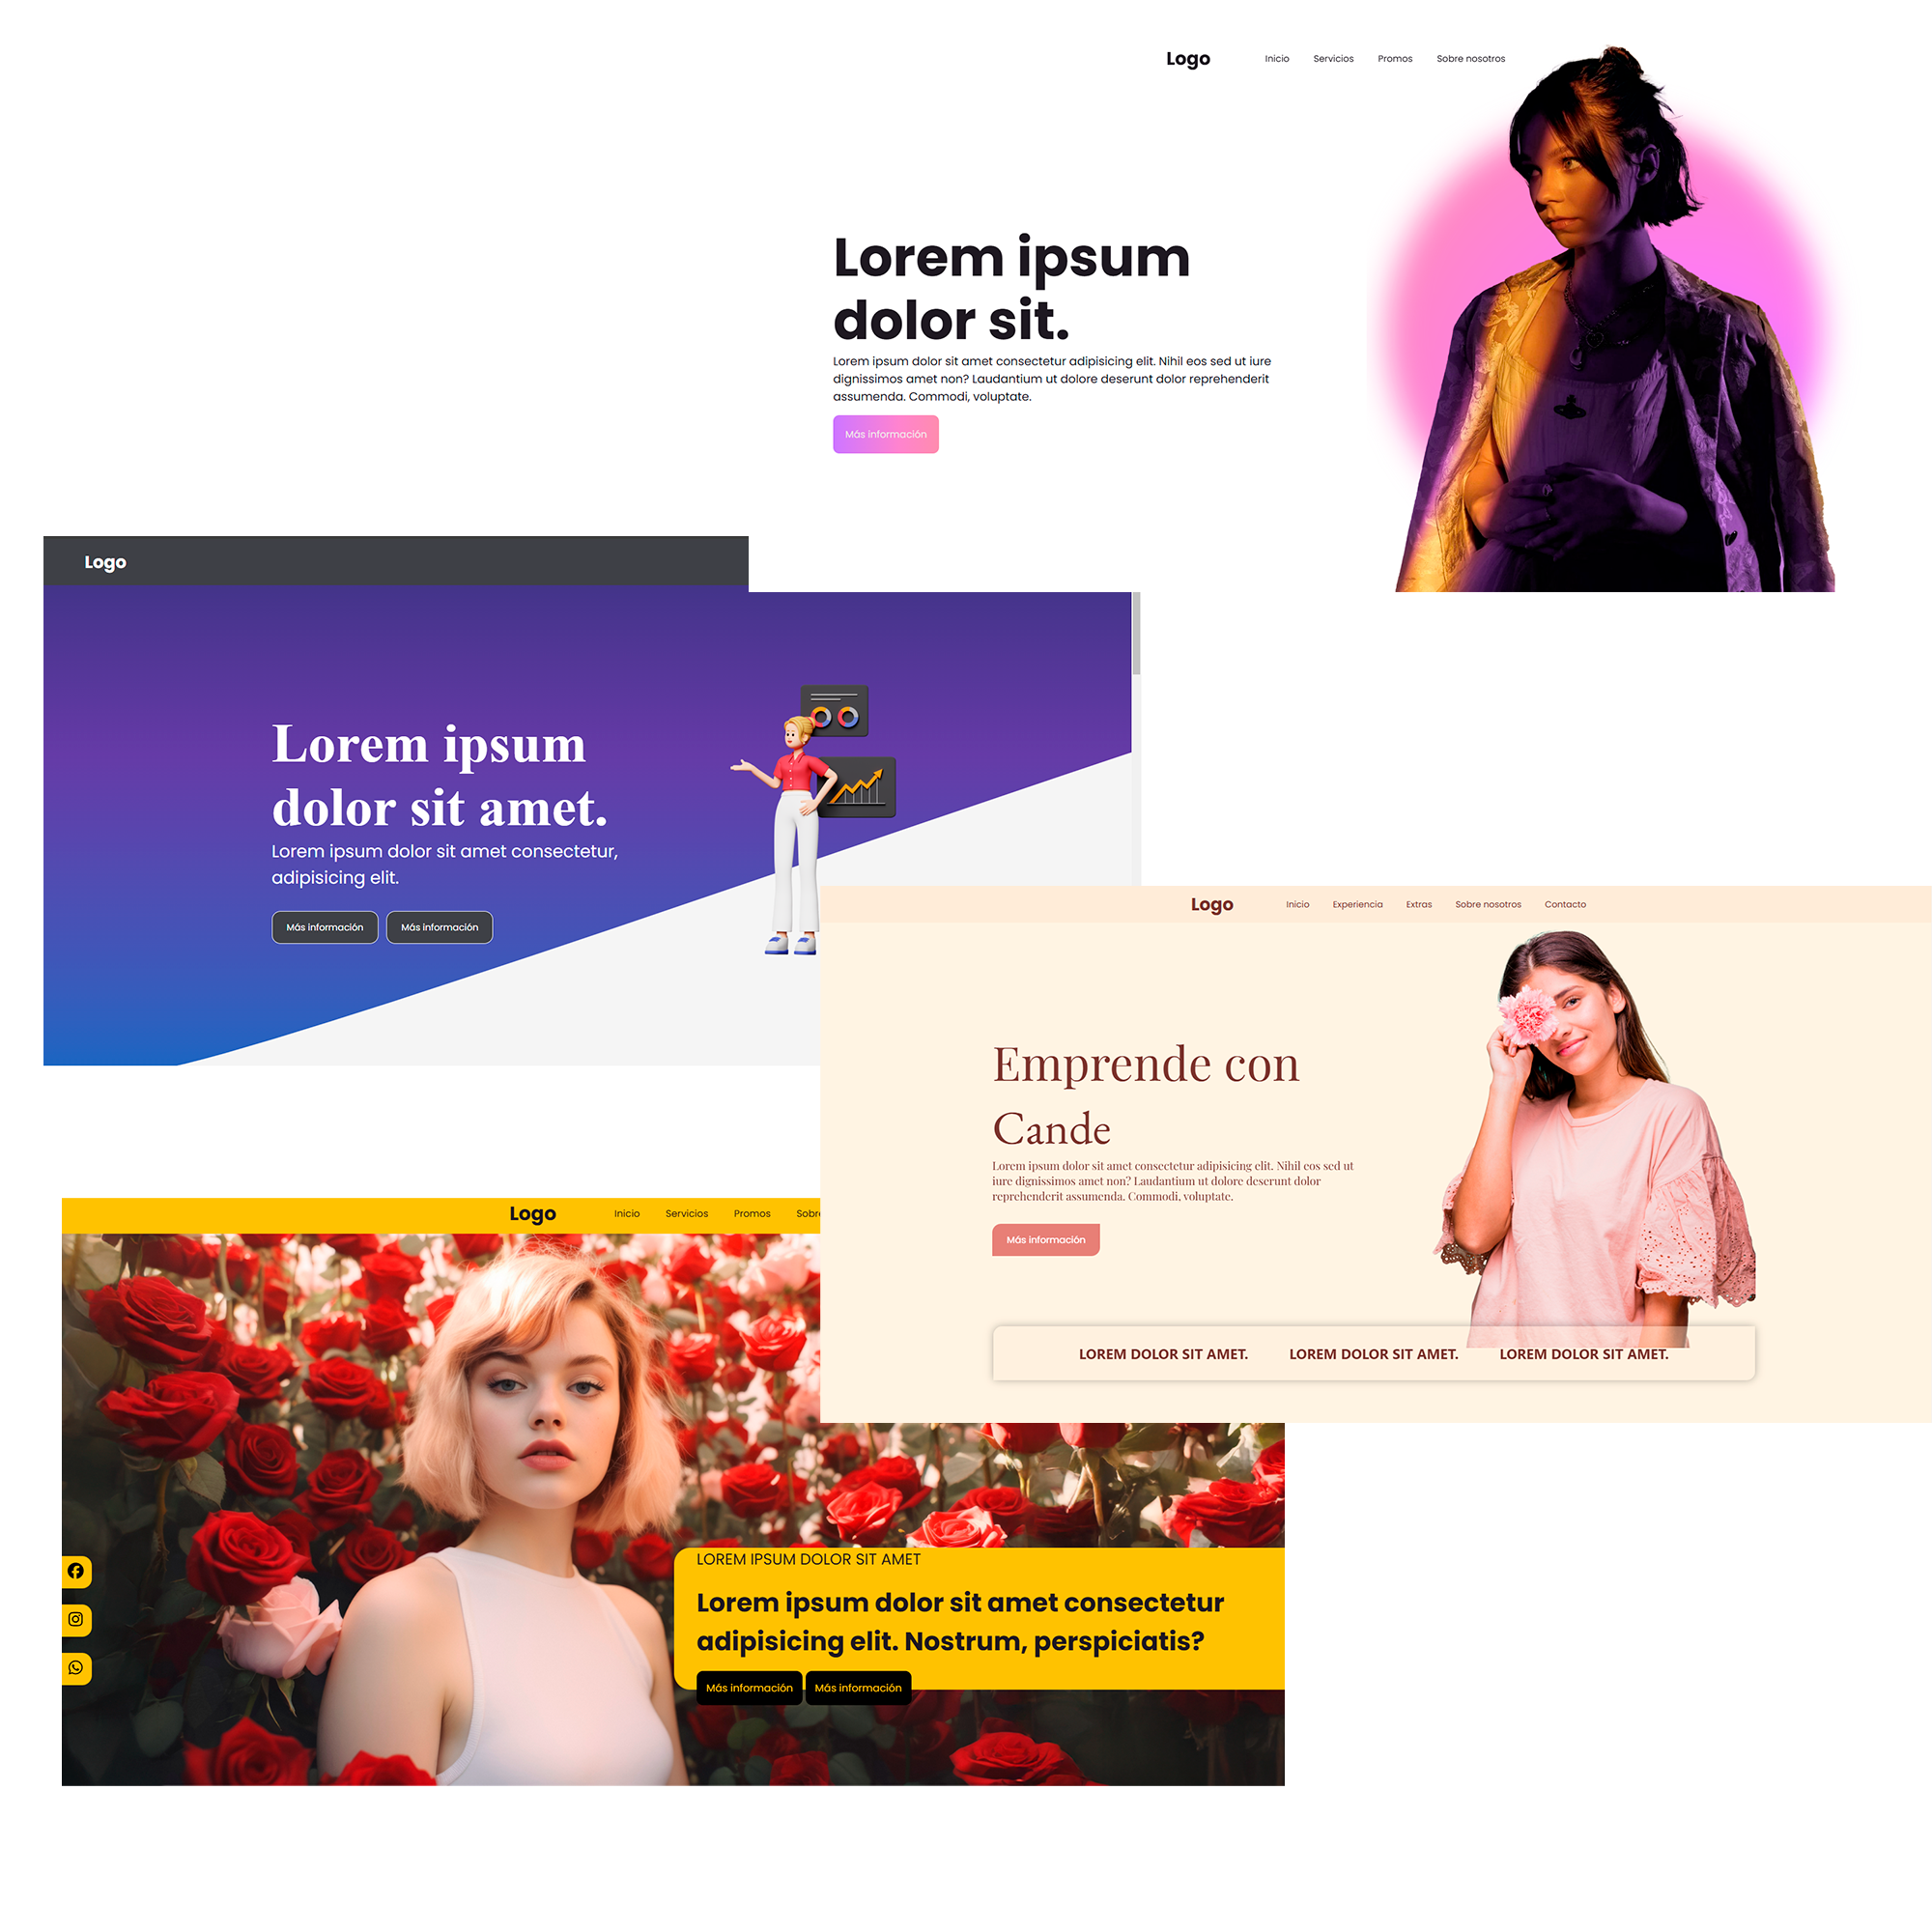 Logo Inicio Servicios Promos Sobre nosotros
Lorem ipsum
dolor sit.
Lorem ipsum dolor sit amet consectetur adipisicing elit. Nihil eos sed ut iure
dignissimos amet non? Laudantium ut dolore deserunt dolor reprehenderit
assumenda. Commodi, voluptate.
Más información
Logo
Lorem ipsum
dolor sit amet.
Lorem ipsum dolor sit amet consectetur,
adipisicing elit.
Más información Más información
Logo Inicio Experiencia Extras Sobre nosotros Contacto
Emprende con
Cande
Lorem ipsum dolor sit amet consectetur adipisicing elit. Nihil eos sed ut
iure dignissimos amet non? Laudantium ut dolore deserunt dolor
reprehenderit assumenda. Commodi, voluptate.
Más información
LOREM DOLOR SIT AMET. LOREM DOLOR SIT AMET. LOREM DOLOR SIT AMET.
Logo Inicio Servicios Promos
LOREM IPSUM DOLOR SIT AMET
Lorem ipsum dolor sit amet consectetur
adipisicing elit. Nostrum, perspiciatis?
Más información Más información